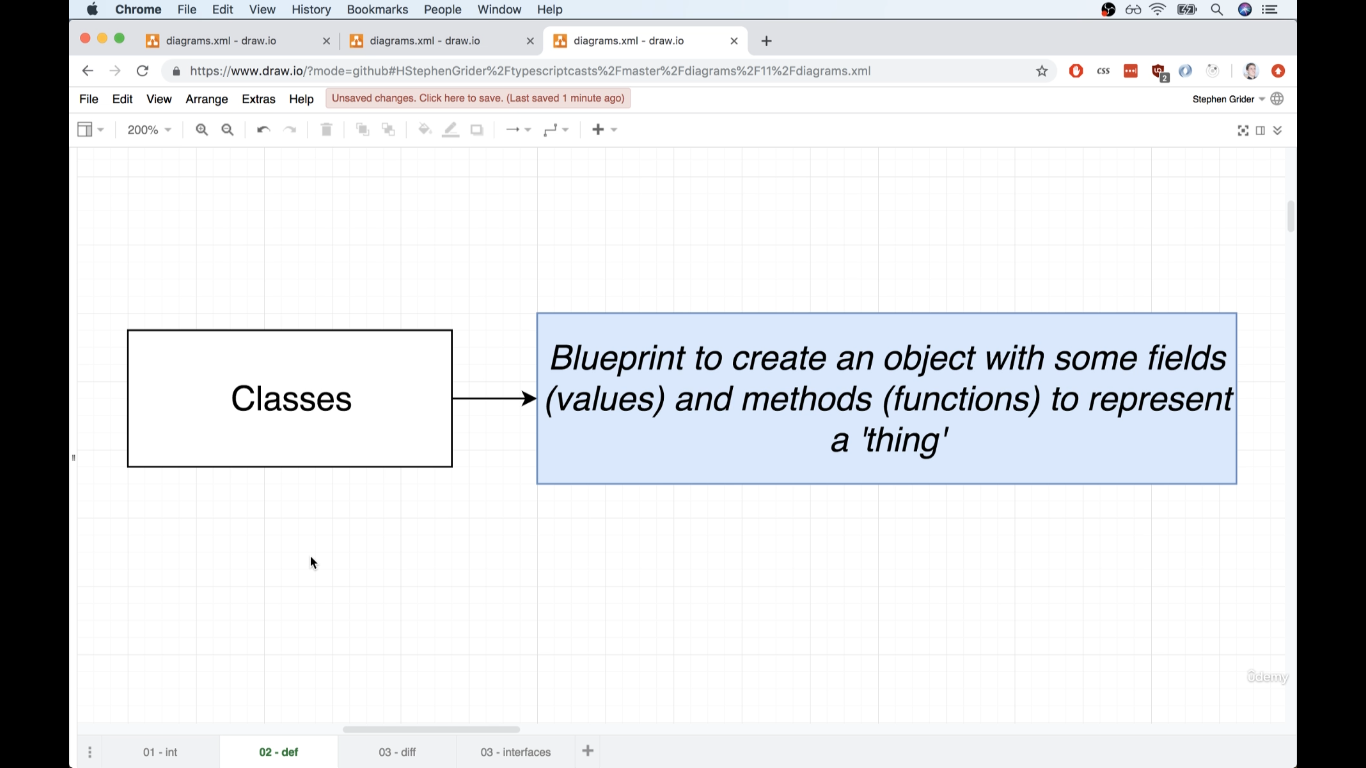 Chrome File Edit View History Bookmarks People Window Help
diagrams.xml - draw.io
diagrams.xml - draw.io
diagrams.xml - draw.io
https://www.draw.io/?mode=github#HStephenGrider%2Ftypescriptcasts%2Fmaster%2Fdiagrams%2F11%2Fdiagrams.xml
css
2
File Edit View Arrange Extras Help
Unsaved changes. Click here to save. (Last saved 1 minute ago)
Stephen Grider
200%
Classes
Blueprint to create an object with some fields
(values) and methods (functions) to represent
a 'thing'
ûdemy
01 - int
02 - def
03 - diff
03 - interfaces